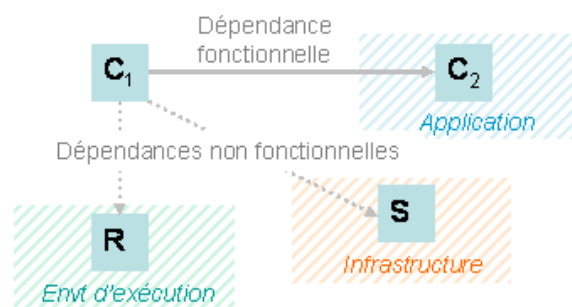 Dépendance
fonctionnelle
C₁
C₂
Application
Dépendances non fonctionnelles
R
S
Envt d'exécution
Infrastructure